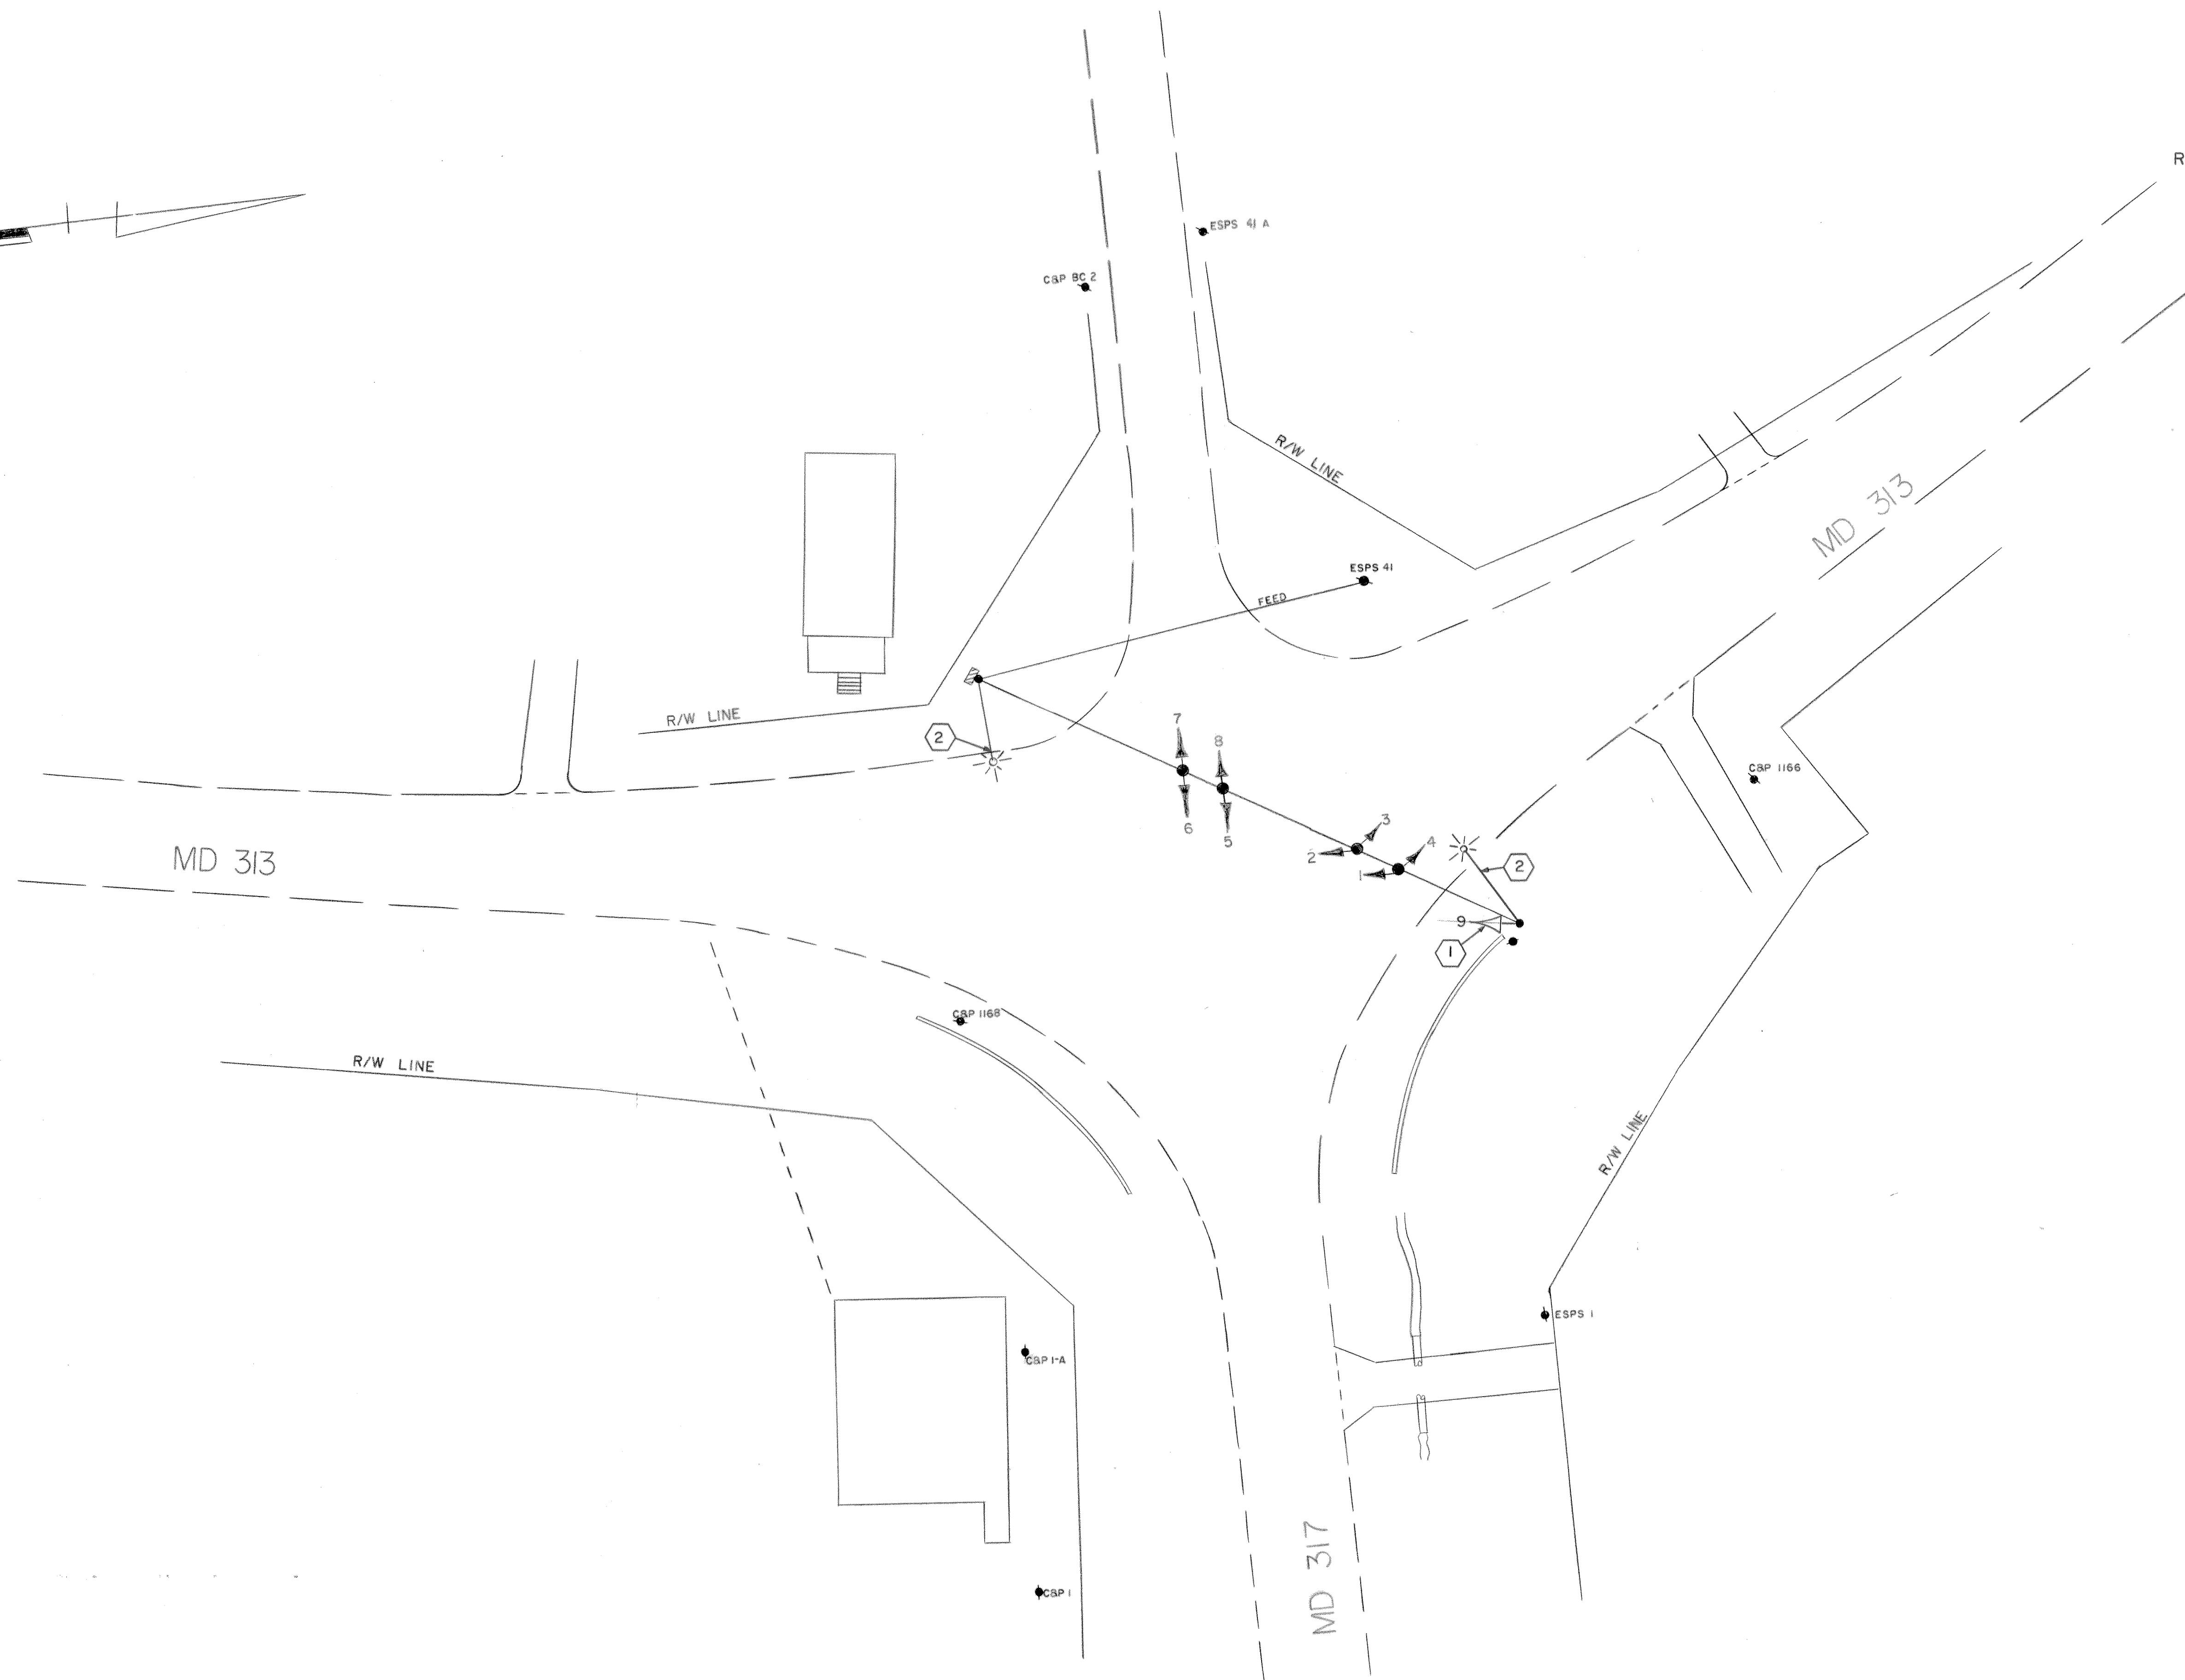 R
ESPS 41 A
C&P BC 2
R/W LINE
MD 313
ESPS 41
FEED
R/W LINE
2
7
8
6
5
3
2
4
1
2
9
1
C&P 1166
MD 313
C&P 1168
R/W LINE
R/W LINE
ESPS 1
C&P 1-A
MD 317
C&P 1